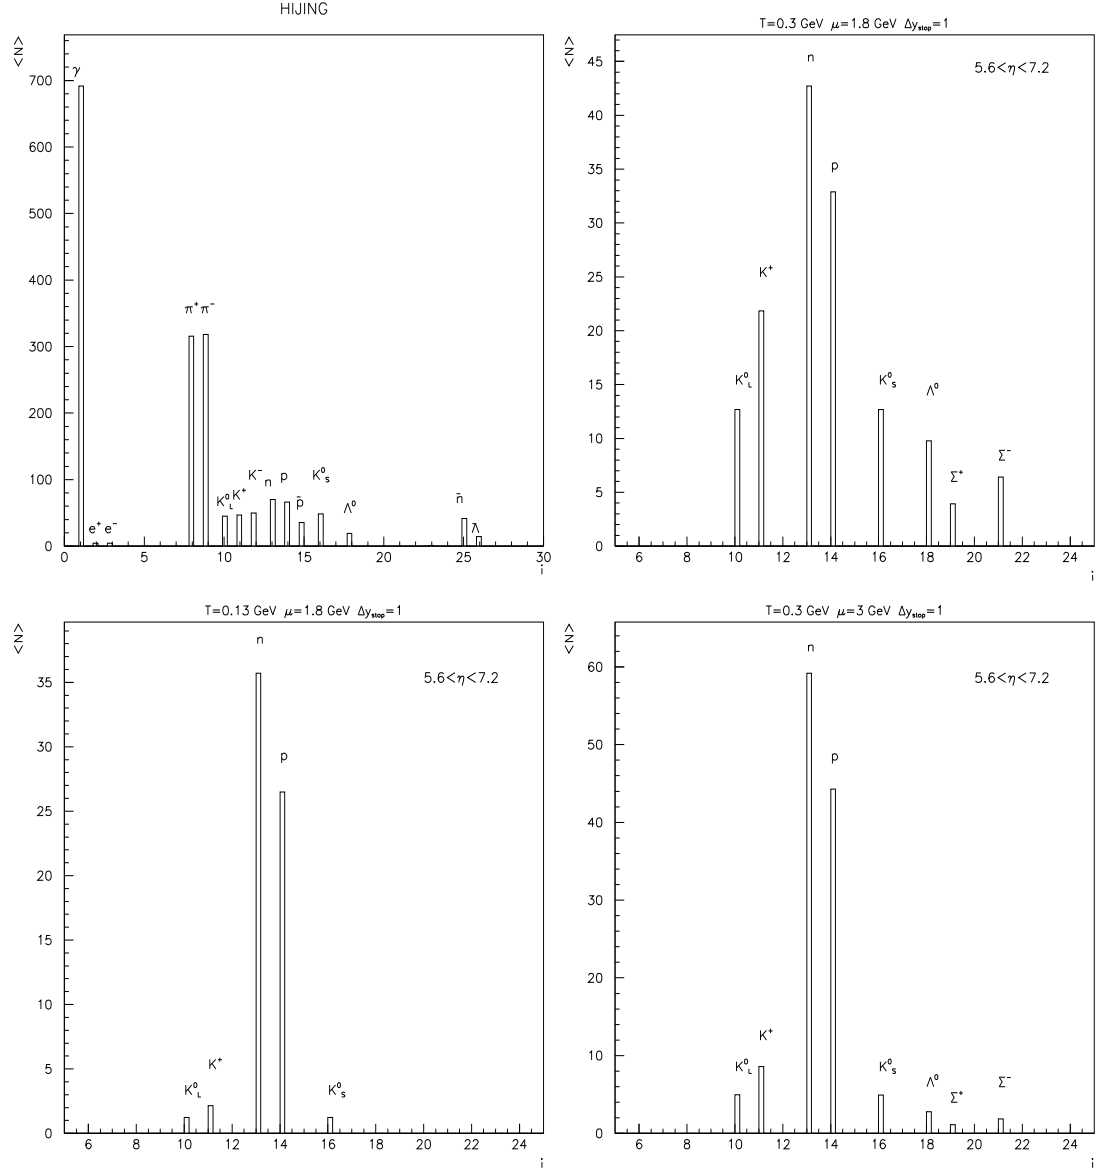 HIJING
<N>
700
600
500
400
300
200
100
0
γ
e⁺ e⁻
π⁺ π⁻
K⁰L K⁺ K⁻ n p p̄ K⁰S Λ⁰
n̄ Λ̄
0 5 10 15 20 25 30
i
T=0.3 GeV μ=1.8 GeV Δy_stop=1
<N>
5.6<η<7.2
45
40
35
30
25
20
15
10
5
0
K⁰L K⁺ n p K⁰S Λ⁰ Σ⁺ Σ⁻
6 8 10 12 14 16 18 20 22 24
i
T=0.13 GeV μ=1.8 GeV Δy_stop=1
<N>
5.6<η<7.2
35
30
25
20
15
10
5
0
K⁰L K⁺ n p K⁰S
6 8 10 12 14 16 18 20 22 24
i
T=0.3 GeV μ=3 GeV Δy_stop=1
<N>
5.6<η<7.2
60
50
40
30
20
10
0
K⁰L K⁺ n p K⁰S Λ⁰ Σ⁺ Σ⁻
6 8 10 12 14 16 18 20 22 24
i